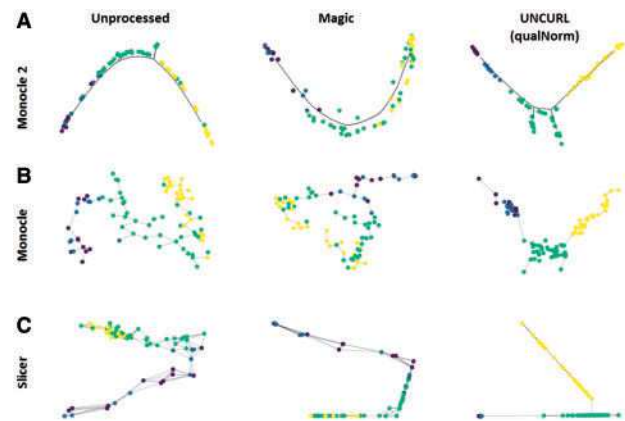 A
Unprocessed
Magic
UNCURL
(qualNorm)
Monocle 2
B
Monocle
C
Slicer